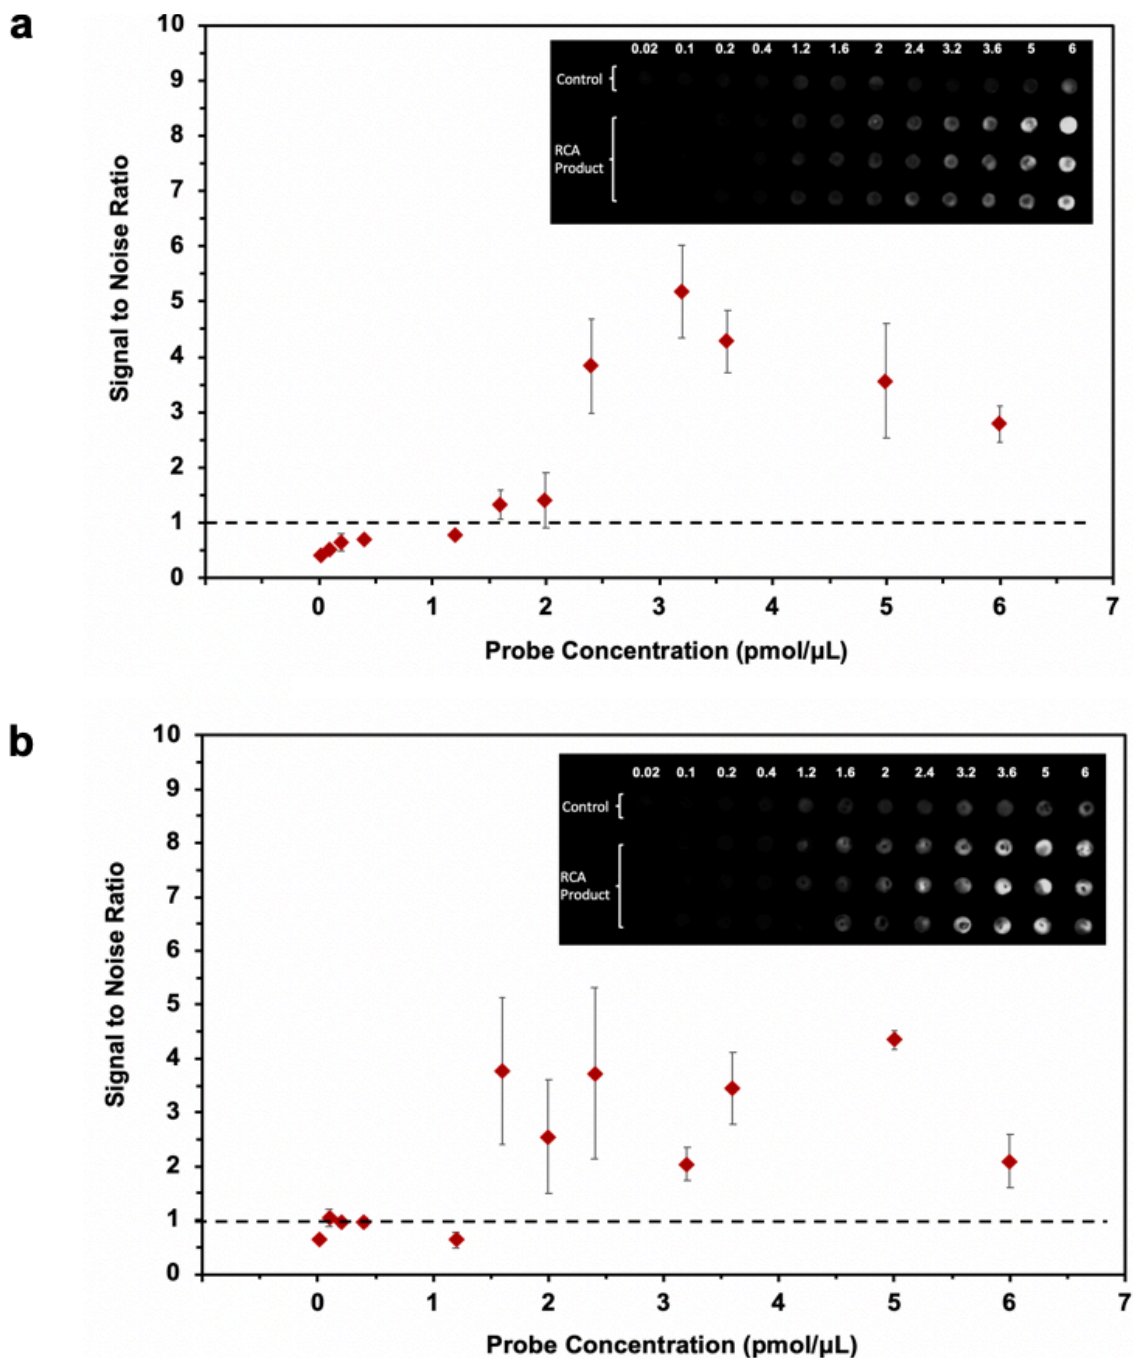 a
10
9
8
7
6
5
4
3
2
1
0
Signal to Noise Ratio
0.02 0.1 0.2 0.4 1.2 1.6 2 2.4 3.2 3.6 5 6
Control
RCA
Product
0 1 2 3 4 5 6 7
Probe Concentration (pmol/µL)
b
10
9
8
7
6
5
4
3
2
1
0
Signal to Noise Ratio
0.02 0.1 0.2 0.4 1.2 1.6 2 2.4 3.2 3.6 5 6
Control
RCA
Product
0 1 2 3 4 5 6 7
Probe Concentration (pmol/µL)